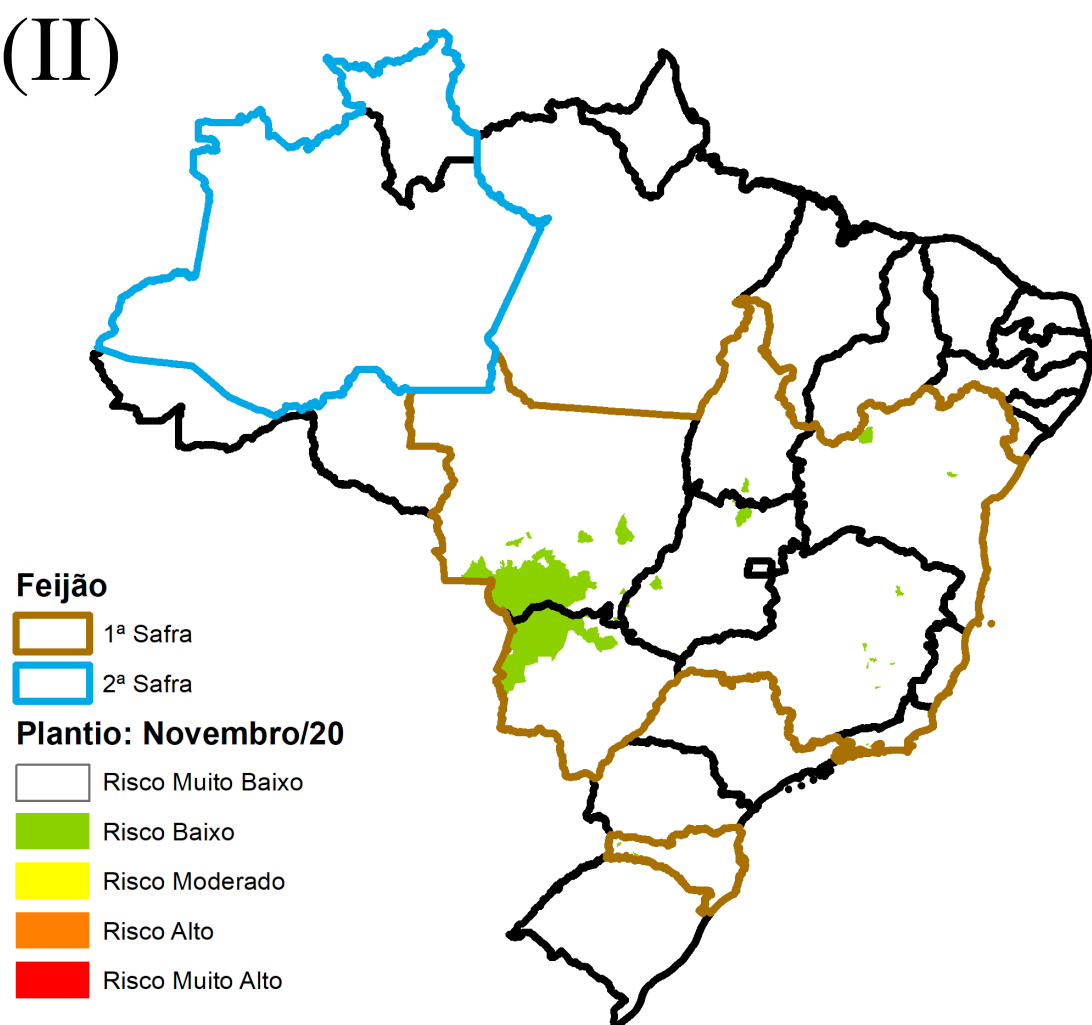 (II)
Feijão
1ª Safra
2ª Safra
Plantio: Novembro/20
Risco Muito Baixo
Risco Baixo
Risco Moderado
Risco Alto
Risco Muito Alto